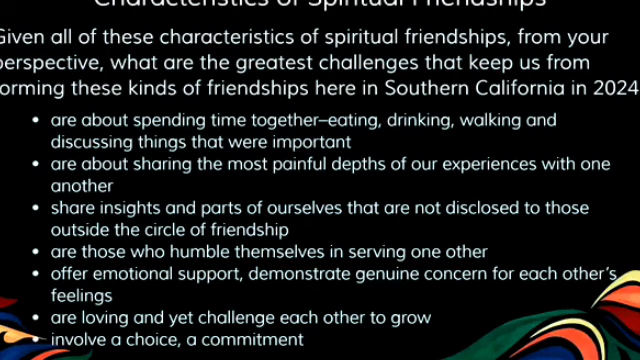 Characteristics of Spiritual Friendships
Given all of these characteristics of spiritual friendships, from your
perspective, what are the greatest challenges that keep us from
forming these kinds of friendships here in Southern California in 2024
• are about spending time together–eating, drinking, walking and
discussing things that were important
• are about sharing the most painful depths of our experiences with one
another
• share insights and parts of ourselves that are not disclosed to those
outside the circle of friendship
• are those who humble themselves in serving one other
• offer emotional support, demonstrate genuine concern for each other's
feelings
• are loving and yet challenge each other to grow
• involve a choice, a commitment